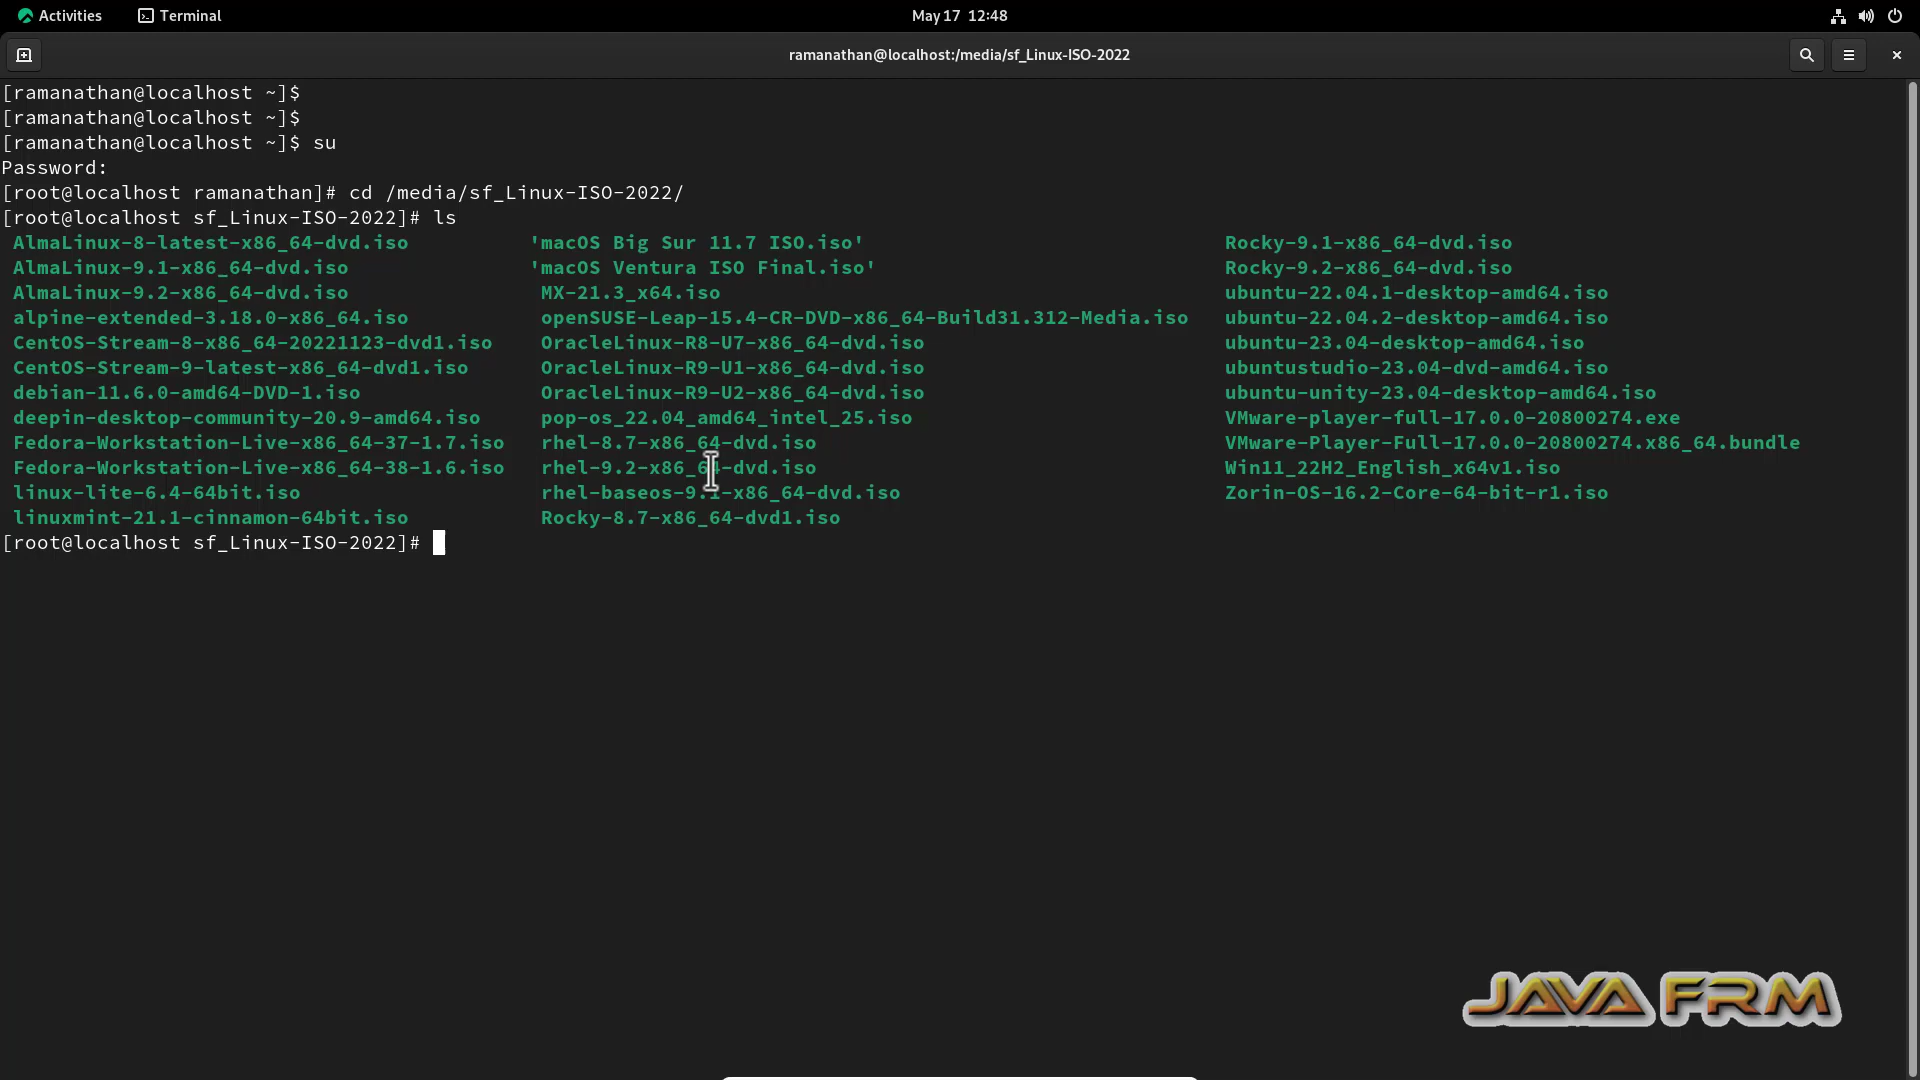 Activities Terminal May 17 12:48
ramanathan@localhost:/media/sf_Linux-ISO-2022
[ramanathan@localhost ~]$
[ramanathan@localhost ~]$
[ramanathan@localhost ~]$ su
Password:
[root@localhost ramanathan]# cd /media/sf_Linux-ISO-2022/
[root@localhost sf_Linux-ISO-2022]# ls
AlmaLinux-8-latest-x86_64-dvd.iso 'macOS Big Sur 11.7 ISO.iso' Rocky-9.1-x86_64-dvd.iso
AlmaLinux-9.1-x86_64-dvd.iso 'macOS Ventura ISO Final.iso' Rocky-9.2-x86_64-dvd.iso
AlmaLinux-9.2-x86_64-dvd.iso MX-21.3_x64.iso ubuntu-22.04.1-desktop-amd64.iso
alpine-extended-3.18.0-x86_64.iso openSUSE-Leap-15.4-CR-DVD-x86_64-Build31.312-Media.iso ubuntu-22.04.2-desktop-amd64.iso
CentOS-Stream-8-x86_64-20221123-dvd1.iso OracleLinux-R8-U7-x86_64-dvd.iso ubuntu-23.04-desktop-amd64.iso
CentOS-Stream-9-latest-x86_64-dvd1.iso OracleLinux-R9-U1-x86_64-dvd.iso ubuntustudio-23.04-dvd-amd64.iso
debian-11.6.0-amd64-DVD-1.iso OracleLinux-R9-U2-x86_64-dvd.iso ubuntu-unity-23.04-desktop-amd64.iso
deepin-desktop-community-20.9-amd64.iso pop-os_22.04_amd64_intel_25.iso VMware-player-full-17.0.0-20800274.exe
Fedora-Workstation-Live-x86_64-37-1.7.iso rhel-8.7-x86_64-dvd.iso VMware-Player-Full-17.0.0-20800274.x86_64.bundle
Fedora-Workstation-Live-x86_64-38-1.6.iso rhel-9.2-x86_64-dvd.iso Win11_22H2_English_x64v1.iso
linux-lite-6.4-64bit.iso rhel-baseos-9.1-x86_64-dvd.iso Zorin-OS-16.2-Core-64-bit-r1.iso
linuxmint-21.1-cinnamon-64bit.iso Rocky-8.7-x86_64-dvd1.iso
[root@localhost sf_Linux-ISO-2022]#
JAVA FRM